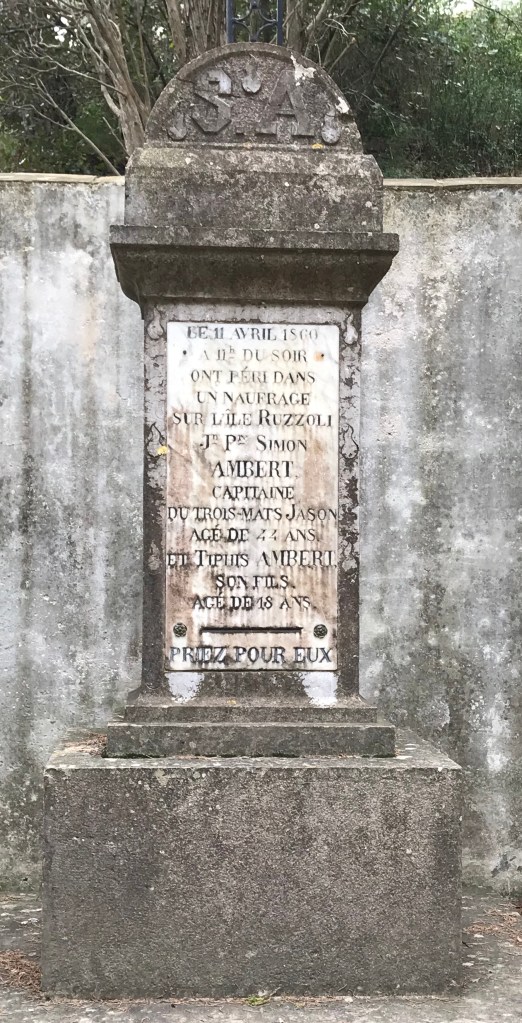 S.A
LE 11 AVRIL 1860
A 11h DU SOIR
ONT PÉRI DANS
UN NAUFRAGE
SUR L'ÎLE RUZZOLI
Jn Pre SIMON
AMBERT
CAPITAINE
DU TROIS-MATS JASON
AGÉ DE 44 ANS.
ET TIPHIS AMBERT.
SON FILS.
AGÉ DE 18 ANS.
PRIEZ POUR EUX